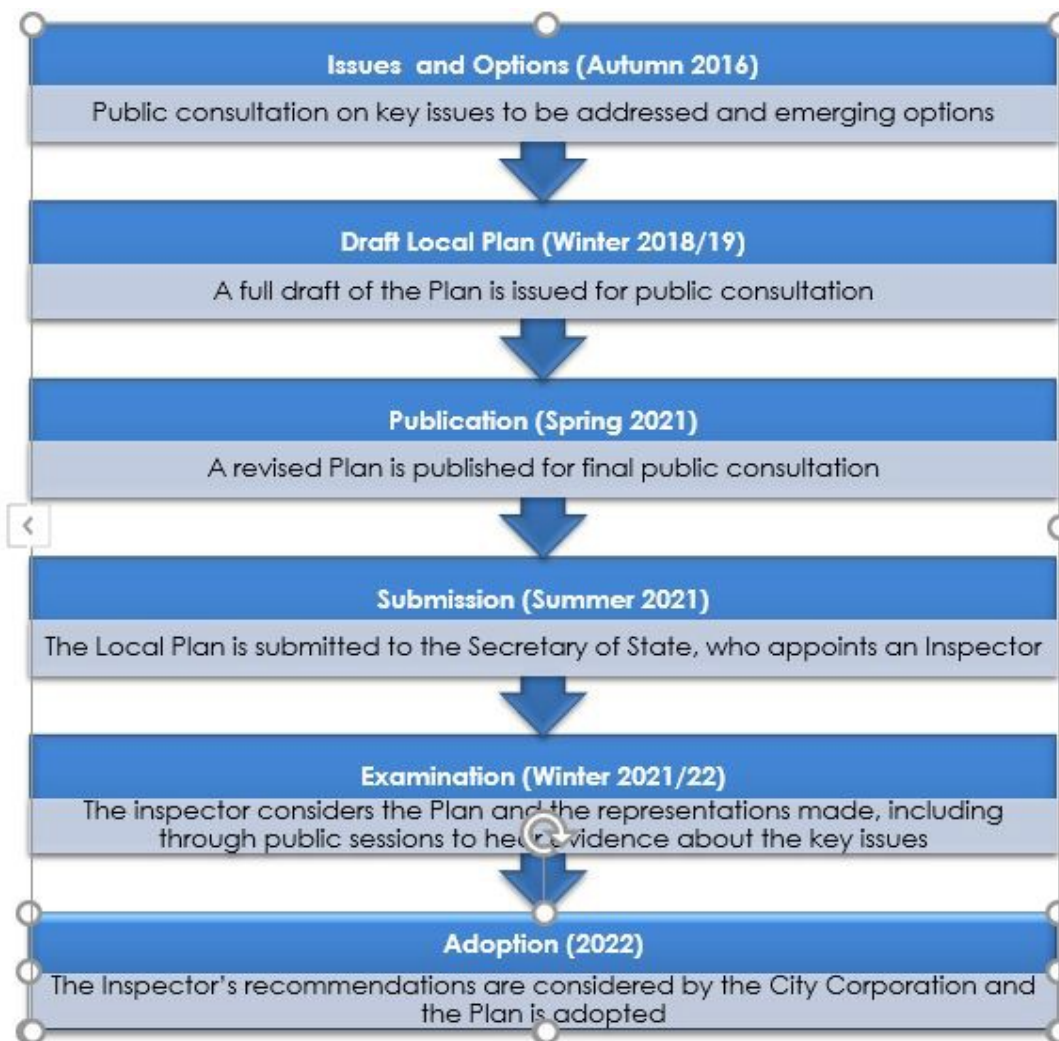 Issues and Options (Autumn 2016)
Public consultation on key issues to be addressed and emerging options
Draft Local Plan (Winter 2018/19)
A full draft of the Plan is issued for public consultation
Publication (Spring 2021)
A revised Plan is published for final public consultation
Submission (Summer 2021)
The Local Plan is submitted to the Secretary of State, who appoints an Inspector
Examination (Winter 2021/22)
The inspector considers the Plan and the representations made, including
through public sessions to hear evidence about the key issues
Adoption (2022)
The Inspector's recommendations are considered by the City Corporation and
the Plan is adopted